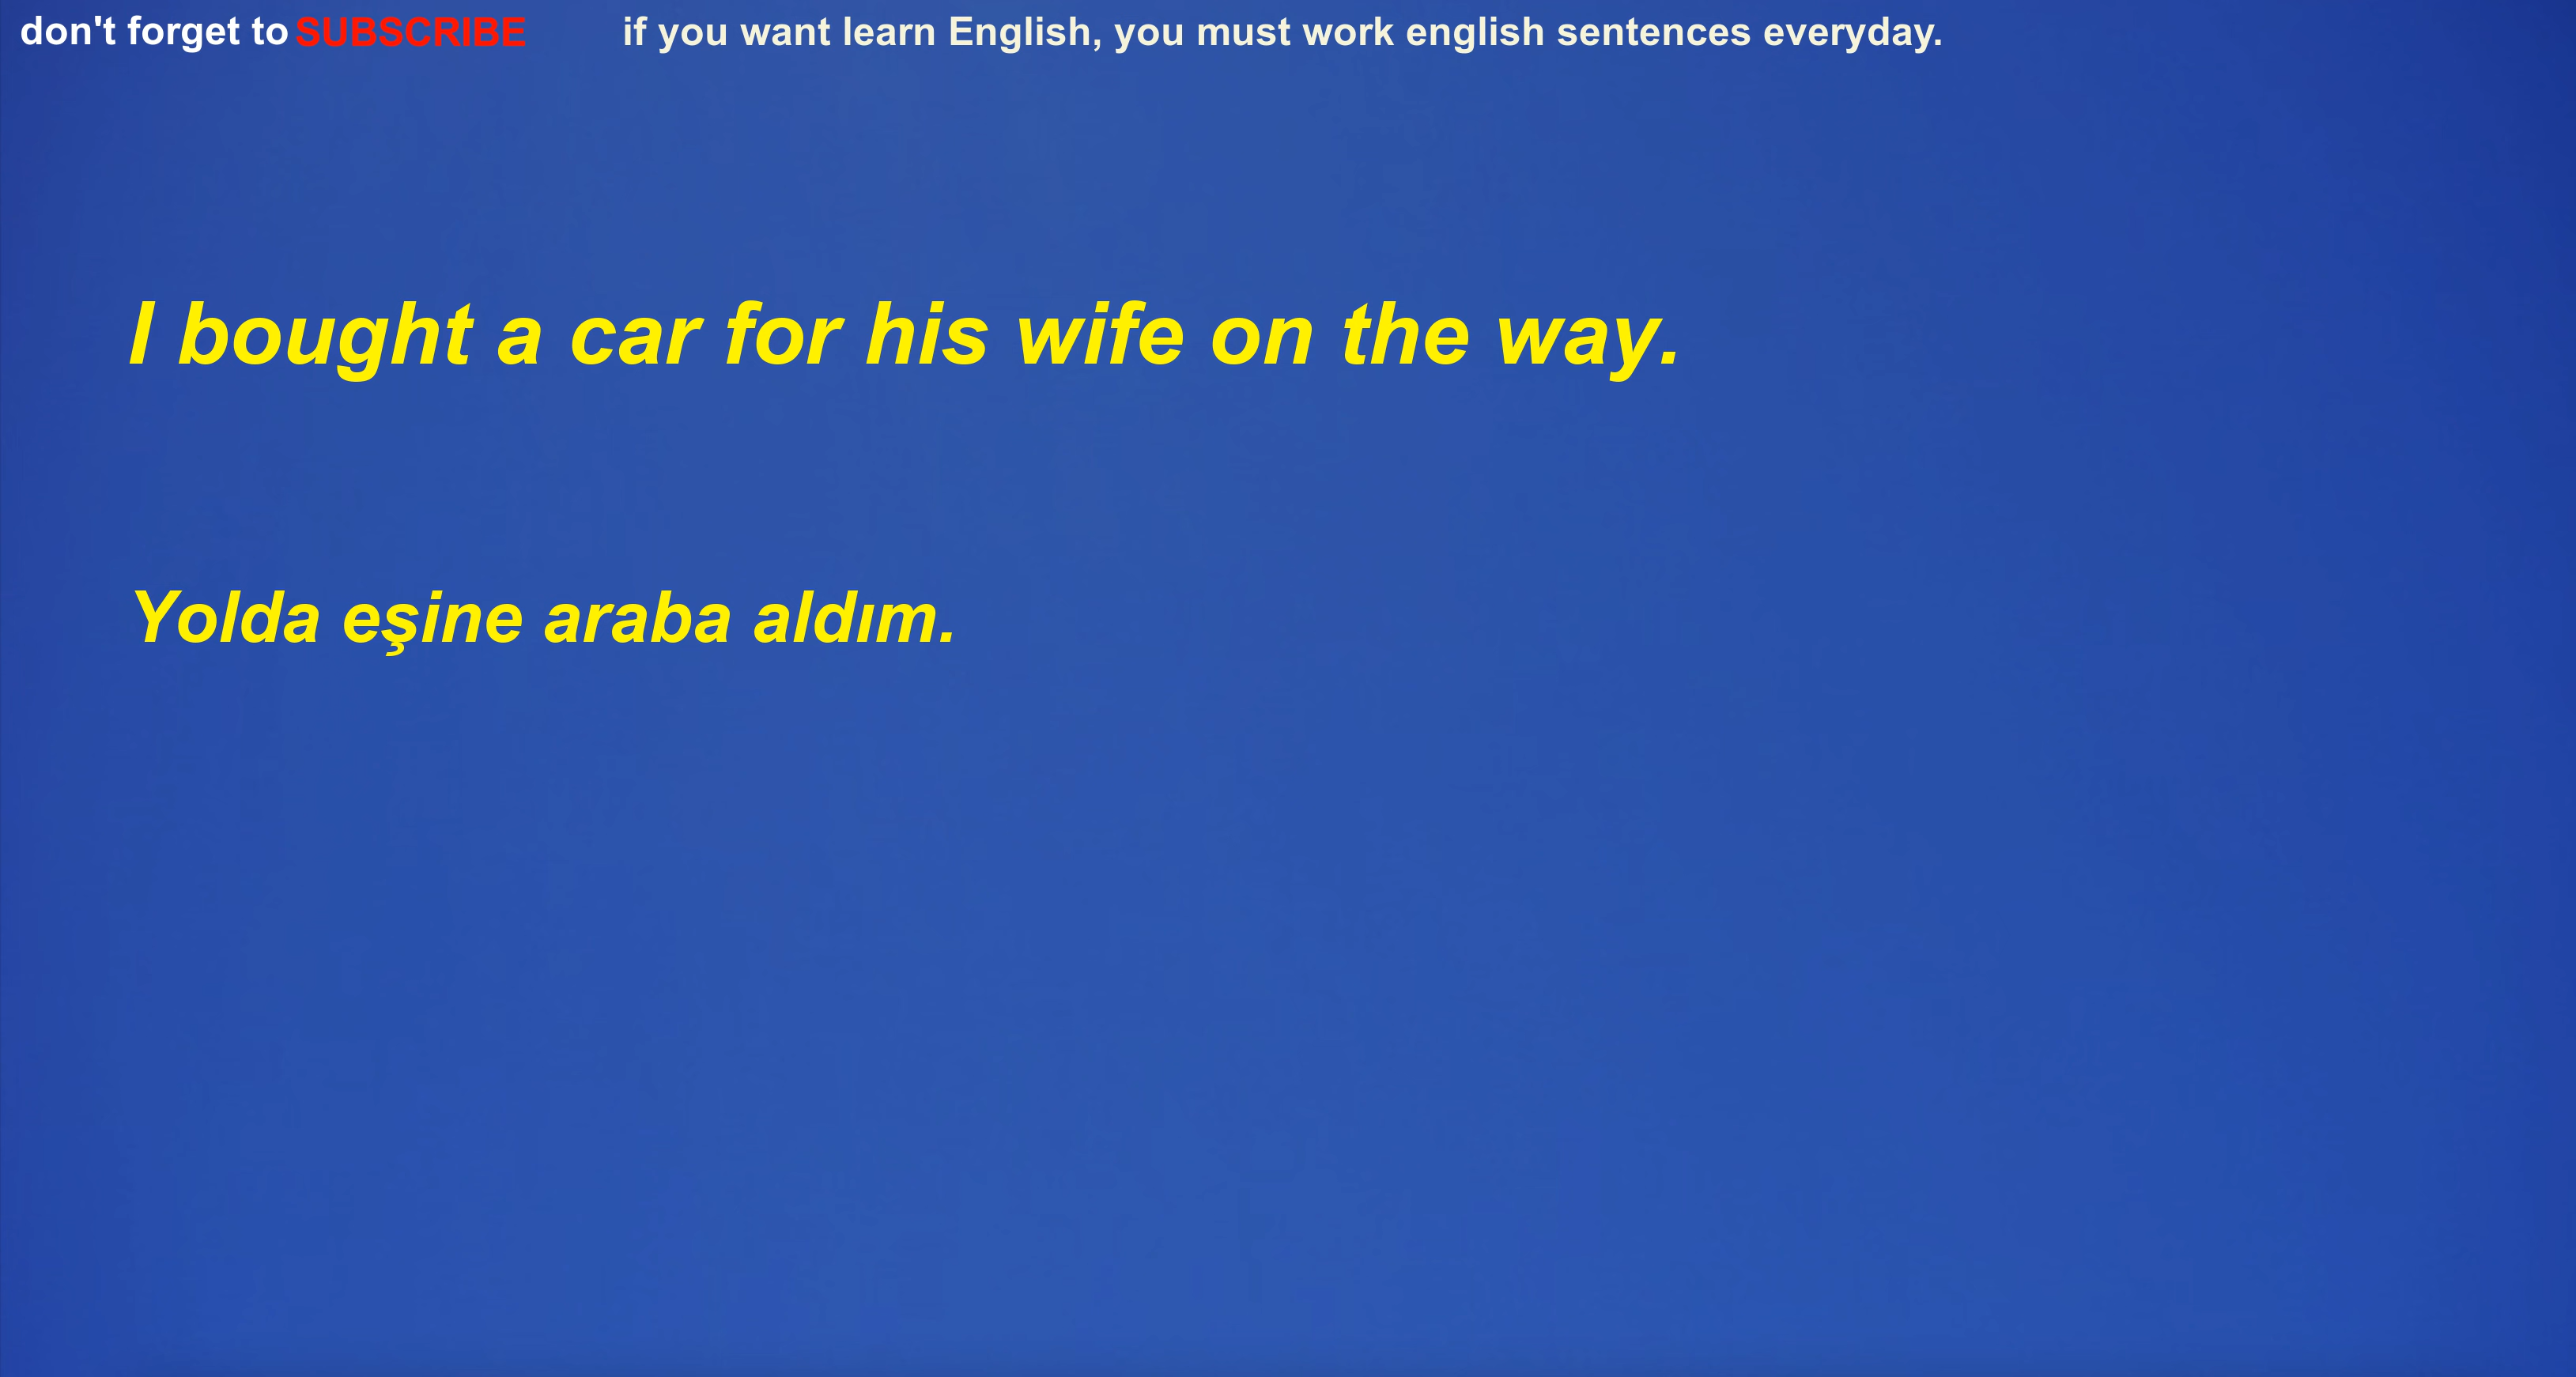 don't forget to SUBSCRIBE if you want learn English, you must work english sentences everyday.
I bought a car for his wife on the way.
Yolda eşine araba aldım.